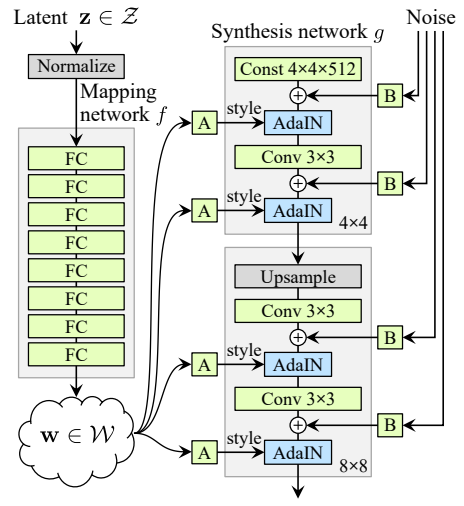 Latent z ∈ 𝒵
Normalize
Mapping
network f
FC
FC
FC
FC
FC
FC
FC
FC
w ∈ 𝒲
Synthesis network g
Noise
Const 4×4×512
+
B
A
style
AdaIN
Conv 3×3
+
B
A
style
AdaIN
4×4
Upsample
Conv 3×3
+
B
A
style
AdaIN
Conv 3×3
+
B
A
style
AdaIN
8×8